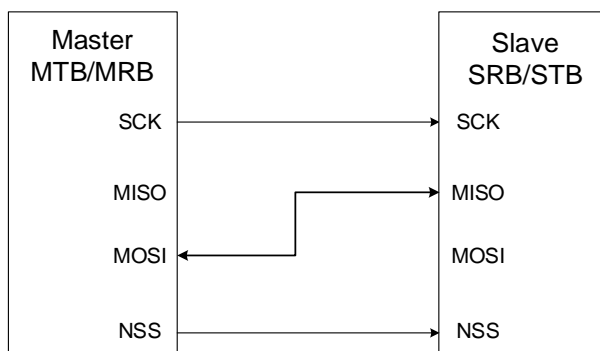 Master
MTB/MRB
SCK
MISO
MOSI
NSS
Slave
SRB/STB
SCK
MISO
MOSI
NSS